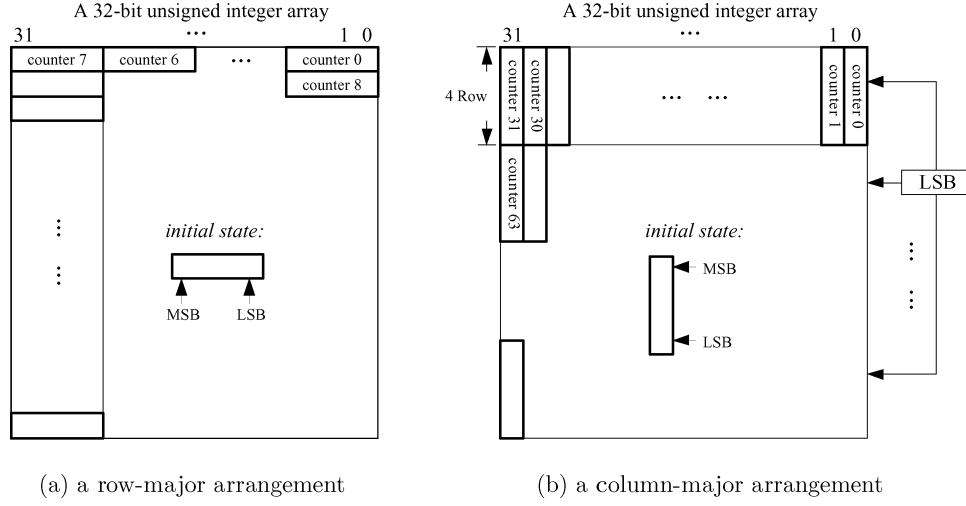 A 32-bit unsigned integer array
31 ... 1 0
counter 7 counter 6 ... counter 0
counter 8
... ...
initial state:
MSB LSB
(a) a row-major arrangement
A 32-bit unsigned integer array
31 ... 1 0
4 Row
counter 31
counter 30
... ...
counter 1
counter 0
counter 63
LSB
initial state:
MSB
LSB
... ...
(b) a column-major arrangement